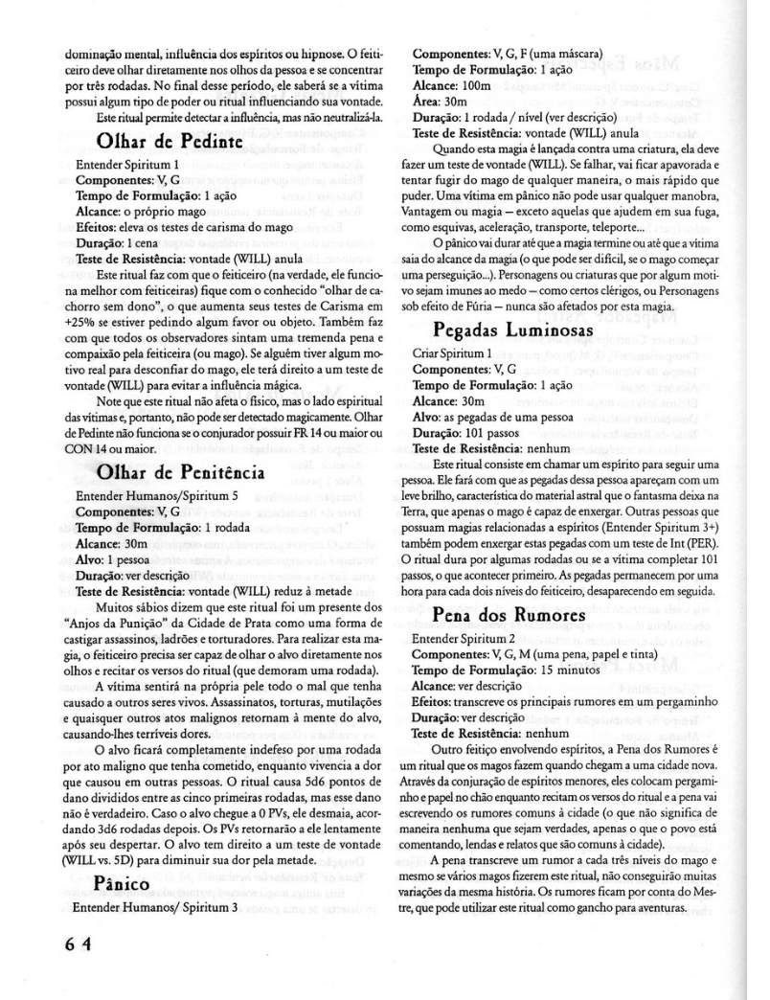 dominação mental, influência dos espíritos ou hipnose. O feiti-
ceiro deve olhar diretamente nos olhos da pessoa e se concentrar
por três rodadas. No final desse período, ele saberá se a vítima
possui algum tipo de poder ou ritual influenciando sua vontade.
Este ritual permite detectar a influência, mas não neutralizá-la.
Olhar de Pedinte
Entender Spiritum 1
Componentes: V, G
Tempo de Formulação: 1 ação
Alcance: o próprio mago
Efeitos: eleva os testes de carisma do mago
Duração: 1 cena
Teste de Resistência: vontade (WILL) anula
Este ritual faz com que o feiticeiro (na verdade, ele funcio-
na melhor com feiticeiras) fique com o conhecido “olhar de ca-
chorro sem dono”, o que aumenta seus testes de Carisma em
+25% se estiver pedindo algum favor ou objeto. Também faz
com que todos os observadores sintam uma tremenda pena e
compaixão pela feiticeira (ou mago). Se alguém tiver algum mo-
tivo real para desconfiar do mago, ele terá direito a um teste de
vontade (WILL) para evitar a influência mágica.
Note que este ritual não afeta o físico, mas o lado espiritual
das vítimas e, portanto, não pode ser detectado magicamente. Olhar
de Pedinte não funciona se o conjurador possuir FR 14 ou maior ou
CON 14 ou maior.
Olhar de Penitência
Entender Humanos/Spiritum 5
Componentes: V, G
Tempo de Formulação: 1 rodada
Alcance: 30m
Alvo: 1 pessoa
Duração: ver descrição
Teste de Resistência: vontade (WILL) reduz à metade
Muitos sábios dizem que este ritual foi um presente dos
“Anjos da Punição” da Cidade de Prata como uma forma de
castigar assassinos, ladrões e torturadores. Para realizar esta ma-
gia, o feiticeiro precisa ser capaz de olhar o alvo diretamente nos
olhos e recitar os versos do ritual (que demoram uma rodada).
A vítima sentirá na própria pele todo o mal que tenha
causado a outros seres vivos. Assassinatos, torturas, mutilações
e quaisquer outros atos malignos retornam à mente do alvo,
causando-lhes terríveis dores.
O alvo ficará completamente indefeso por uma rodada
por ato maligno que tenha cometido, enquanto vivencia a dor
que causou em outras pessoas. O ritual causa 5d6 pontos de
dano divididos entre as cinco primeiras rodadas, mas esse dano
não é verdadeiro. Caso o alvo chegue a 0 PVs, ele desmaia, acor-
dando 3d6 rodadas depois. Os PVs retornarão a ele lentamente
após seu despertar. O alvo tem direito a um teste de vontade
(WILL vs. 5D) para diminuir sua dor pela metade.
Pânico
Entender Humanos/ Spiritum 3
64
Componentes: V, G, F (uma máscara)
Tempo de Formulação: 1 ação
Alcance: 100m
Área: 30m
Duração: 1 rodada / nível (ver descrição)
Teste de Resistência: vontade (WILL) anula
Quando esta magia é lançada contra uma criatura, ela deve
fazer um teste de vontade (WILL). Se falhar, vai ficar apavorada e
tentar fugir do mago de qualquer maneira, o mais rápido que
puder. Uma vítima em pânico não pode usar qualquer manobra,
Vantagem ou magia — exceto aquelas que ajudem em sua fuga,
como esquivas, aceleração, transporte, teleporte...
O pânico vai durar até que a magia termine ou até que a vítima
saia do alcance da magia (o que pode ser difícil, se o mago começar
uma perseguição...). Personagens ou criaturas que por algum moti-
vo sejam imunes ao medo — como certos clérigos, ou Personagens
sob efeito de Fúria — nunca são afetados por esta magia.
Pegadas Luminosas
Criar Spiritum 1
Componentes: V, G
Tempo de Formulação: 1 ação
Alcance: 30m
Alvo: as pegadas de uma pessoa
Duração: 101 passos
Teste de Resistência: nenhum
Este ritual consiste em chamar um espírito para seguir uma
pessoa. Ele fará com que as pegadas dessa pessoa apareçam com um
leve brilho, característica do material astral que o fantasma deixa na
Terra, que apenas o mago é capaz de enxergar. Outras pessoas que
possuam magias relacionadas a espíritos (Entender Spiritum 3+)
também podem enxergar estas pegadas com um teste de Int (PER).
O ritual dura por algumas rodadas ou se a vítima completar 101
passos, o que acontecer primeiro. As pegadas permanecem por uma
hora para cada dois níveis do feiticeiro, desaparecendo em seguida.
Pena dos Rumores
Entender Spiritum 2
Componentes: V, G, M (uma pena, papel e tinta)
Tempo de Formulação: 15 minutos
Alcance: ver descrição
Efeitos: transcreve os principais rumores em um pergaminho
Duração: ver descrição
Teste de Resistência: nenhum
Outro feitiço envolvendo espíritos, a Pena dos Rumores é
um ritual que os magos fazem quando chegam a uma cidade nova.
Através da conjuração de espíritos menores, eles colocam pergami-
nho e papel no chão enquanto recitam os versos do ritual e a pena vai
escrevendo os rumores comuns à cidade (o que não significa de
maneira nenhuma que sejam verdades, apenas o que o povo está
comentando, lendas e relatos que são comuns à cidade).
A pena transcreve um rumor a cada três níveis do mago e
mesmo se vários magos fizerem este ritual, não conseguirão muitas
variações da mesma história. Os rumores ficam por conta do Mes-
tre, que pode utilizar este ritual como gancho para aventuras.